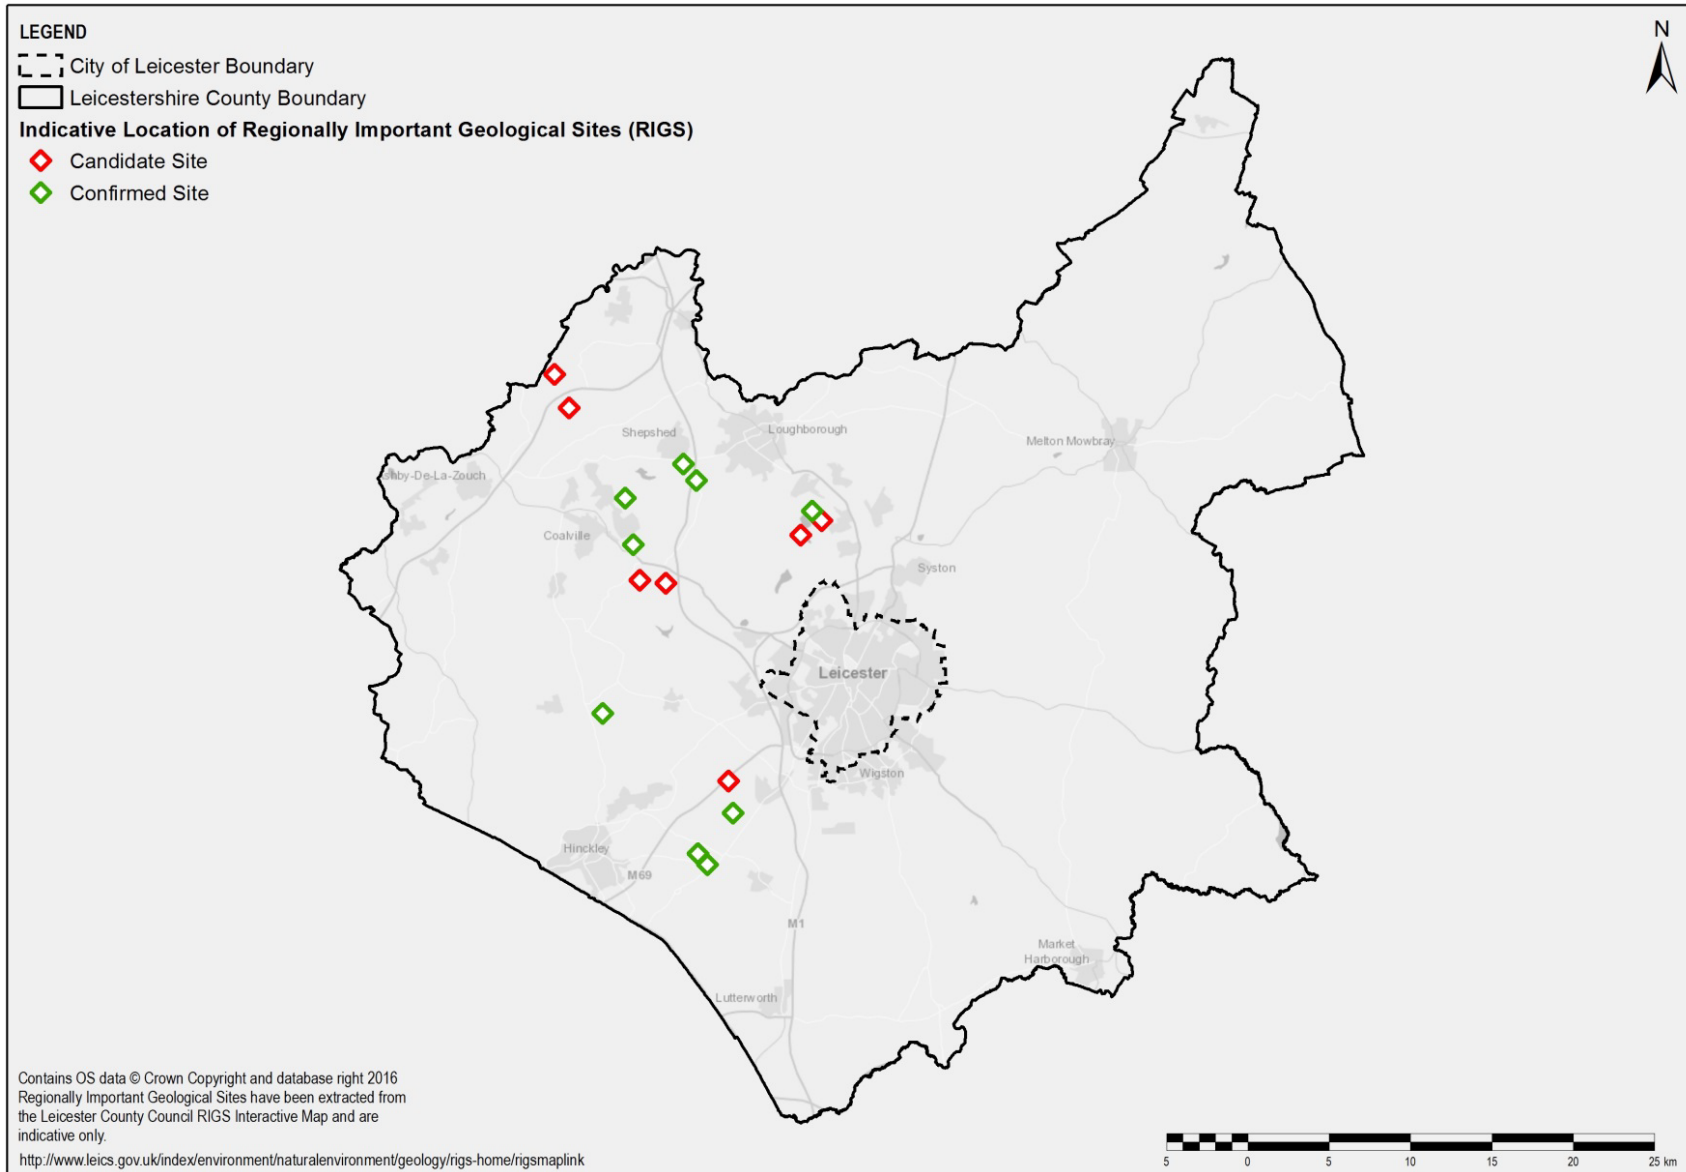 LEGEND
City of Leicester Boundary
Leicestershire County Boundary
Indicative Location of Regionally Important Geological Sites (RIGS)
Candidate Site
Confirmed Site
N
Shepshed
Loughborough
Melton Mowbray
hby-De-La-Zouch
Coalville
Syston
Leicester
Wigston
Hinckley
M69
M1
Market
Harborough
Lutterworth
Contains OS data © Crown Copyright and database right 2016
Regionally Important Geological Sites have been extracted from
the Leicester County Council RIGS Interactive Map and are
indicative only.
http://www.leics.gov.uk/index/environment/naturalenvironment/geology/rigs-home/rigsmaplink
5 0 5 10 15 20 25 km